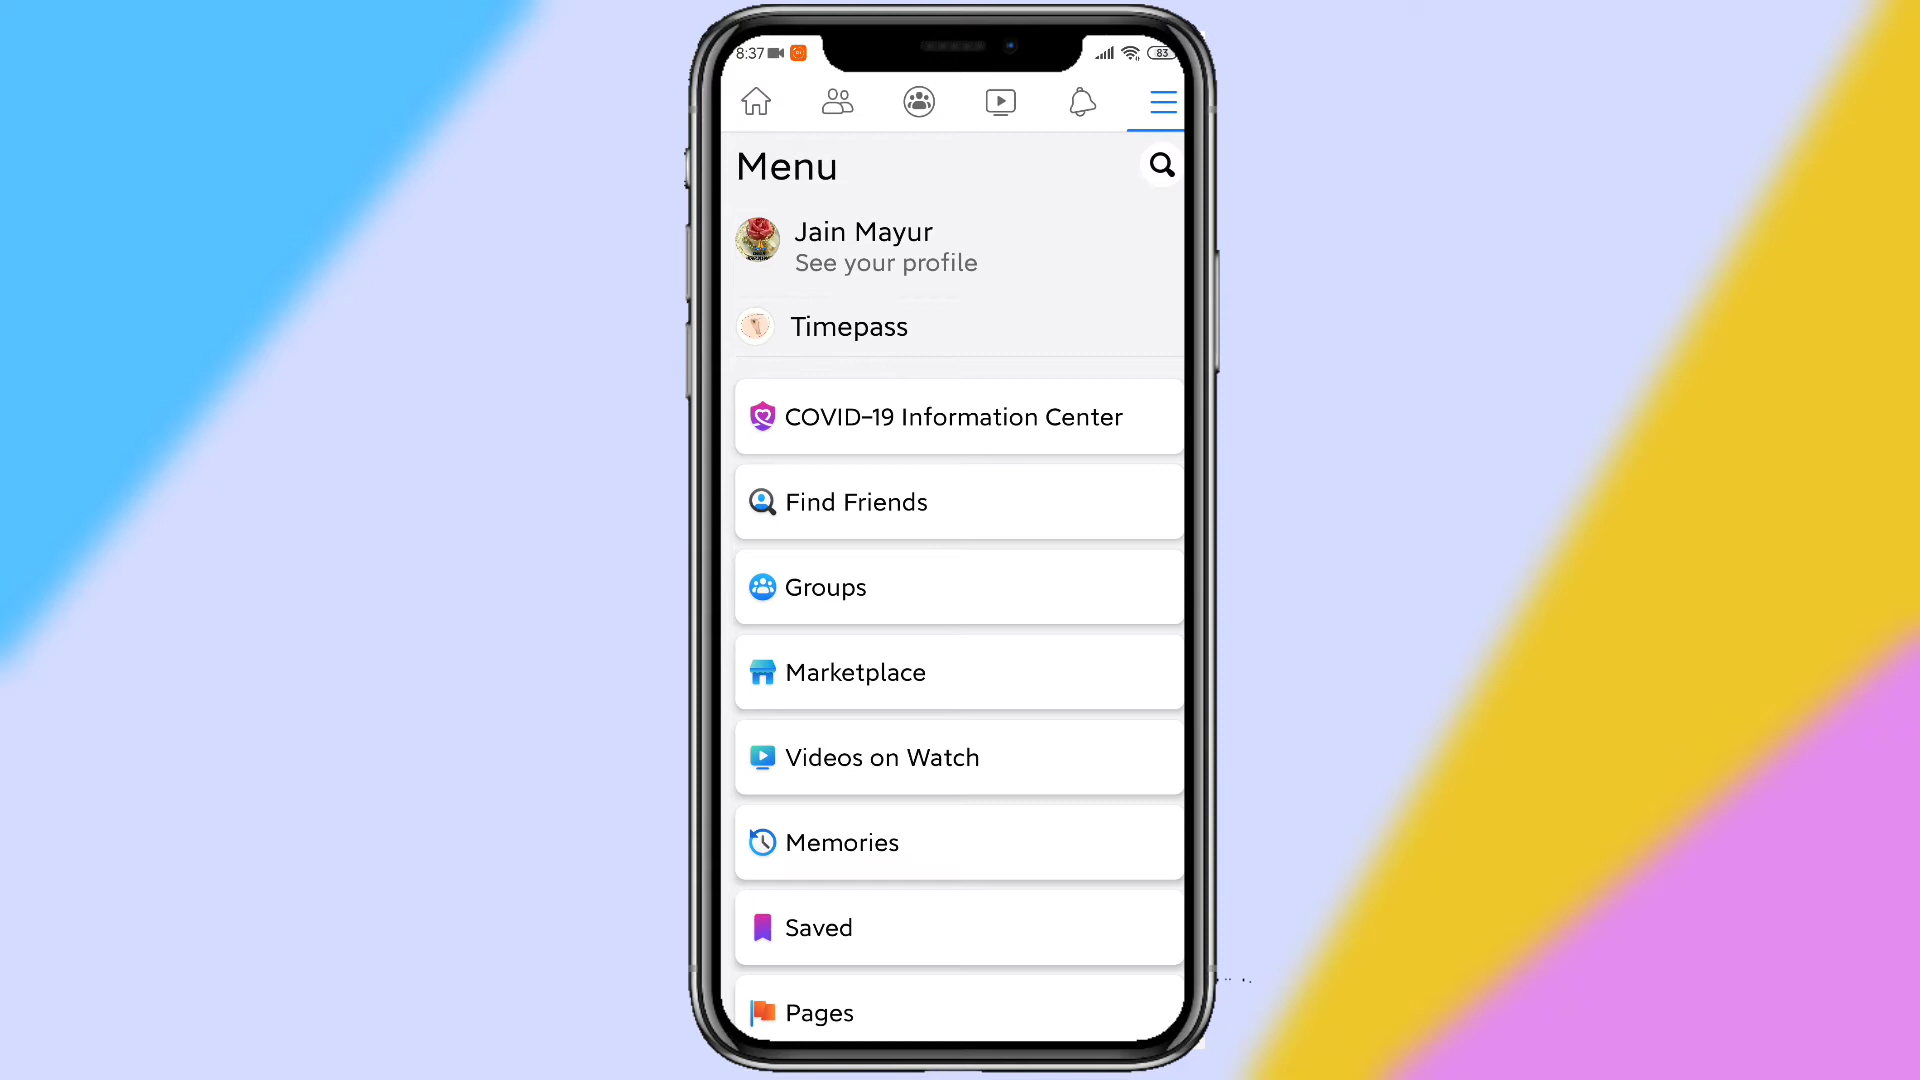 8:37
83
Menu
Jain Mayur
See your profile
Timepass
COVID-19 Information Center
Find Friends
Groups
Marketplace
Videos on Watch
Memories
Saved
Pages